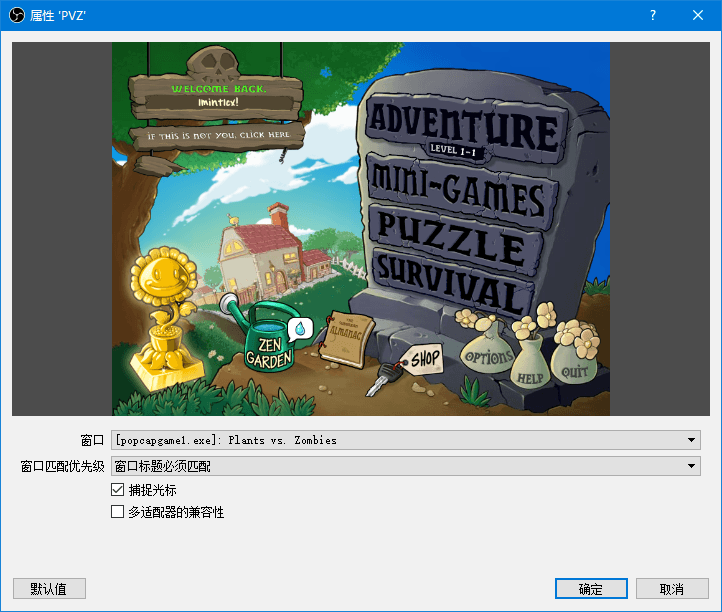 属性 'PVZ'
?
WELCOME BACK,
imintlex!
IF THIS IS NOT YOU, CLICK HERE
ADVENTURE
LEVEL 1-1
MINI-GAMES
PUZZLE
SURVIVAL
ZEN
GARDEN
ALMANAC
SHOP
OPTIONS
HELP
QUIT
窗口
[popcapgame1.exe]: Plants vs. Zombies
窗口匹配优先级
窗口标题必须匹配
捕捉光标
多适配器的兼容性
默认值
确定
取消